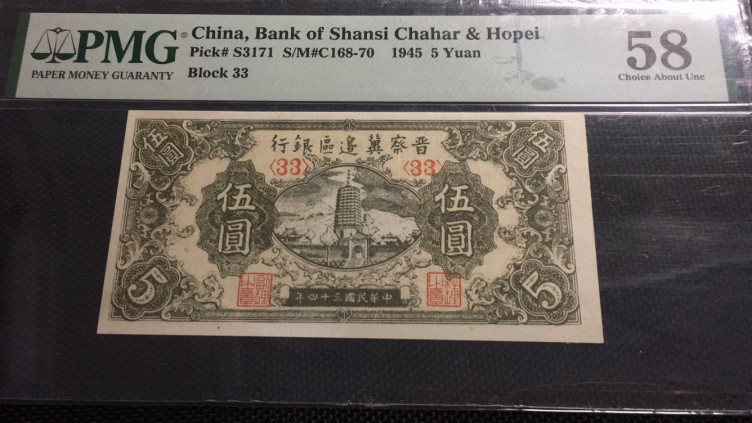 PMG
PAPER MONEY GUARANTY
China, Bank of Shansi Chahar & Hopei
Pick# S3171 S/M#C168-70 1945 5 Yuan
Block 33
58
Choice About Unc
行銀區邊冀察晉
伍圓
伍圓
〈33〉
〈33〉
伍圓
伍圓
5
5
年四十三國民華中